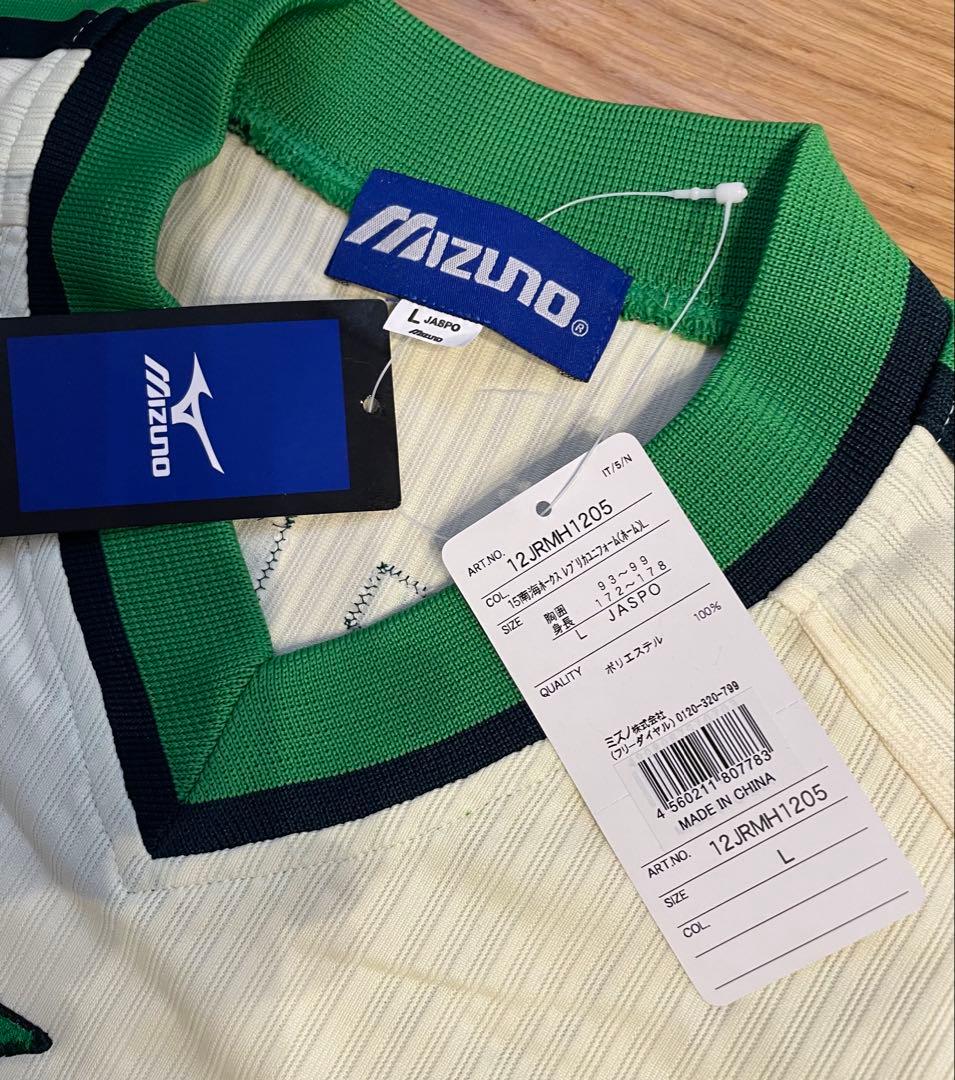 MIZUNO®
L JASPO
MIZUNO
MIZUNO
IT/5/N
ART.NO. 12JRMH1205
COL. 15南海ホークス レプリカユニフォーム(ホーム)L
SIZE 胸囲 93～99
身長 172～178
L JASPO
QUALITY ポリエステル 100%
ミズノ株式会社
(フリーダイヤル) 0120-320-799
4 560211 807783
MADE IN CHINA
ART.NO. 12JRMH1205
SIZE L
COL.